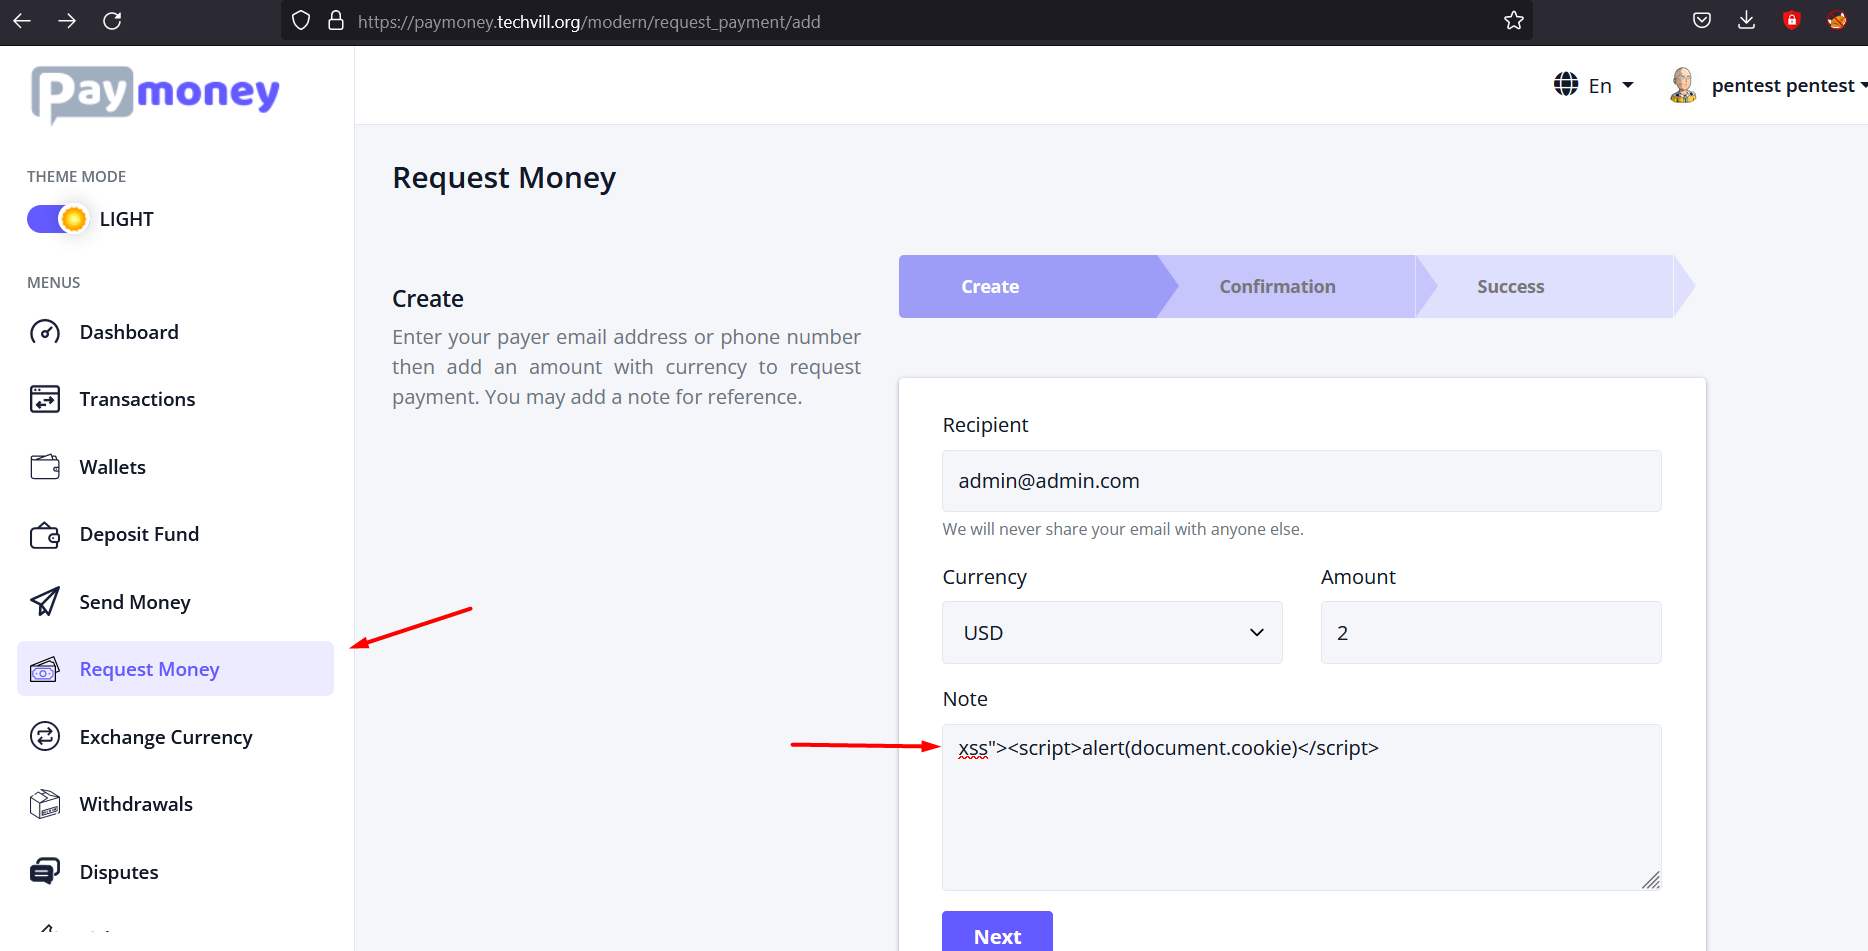 https://paymoney.techvill.org/modern/request_payment/add
Paymoney
En
pentest pentest
THEME MODE
LIGHT
MENUS
Dashboard
Transactions
Wallets
Deposit Fund
Send Money
Request Money
Exchange Currency
Withdrawals
Disputes
Request Money
Create
Enter your payer email address or phone number
then add an amount with currency to request
payment. You may add a note for reference.
Create
Confirmation
Success
Recipient
admin@admin.com
We will never share your email with anyone else.
Currency
Amount
USD
2
Note
xss"><script>alert(document.cookie)</script>
Next